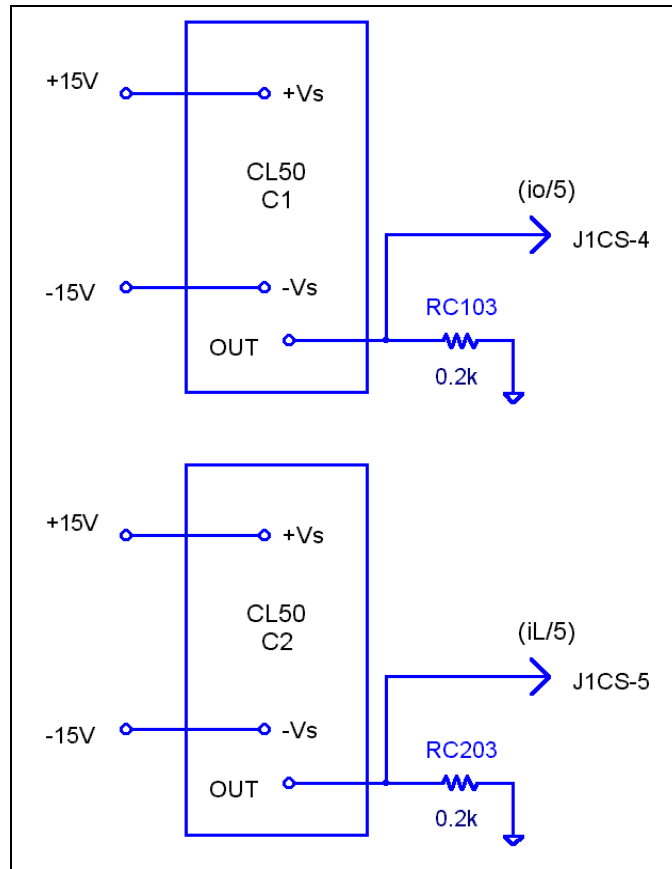 +15V
+Vs
CL50
C1
(io/5)
J1CS-4
-15V
-Vs
RC103
OUT
0.2k
+15V
+Vs
CL50
C2
(iL/5)
J1CS-5
-15V
-Vs
RC203
OUT
0.2k